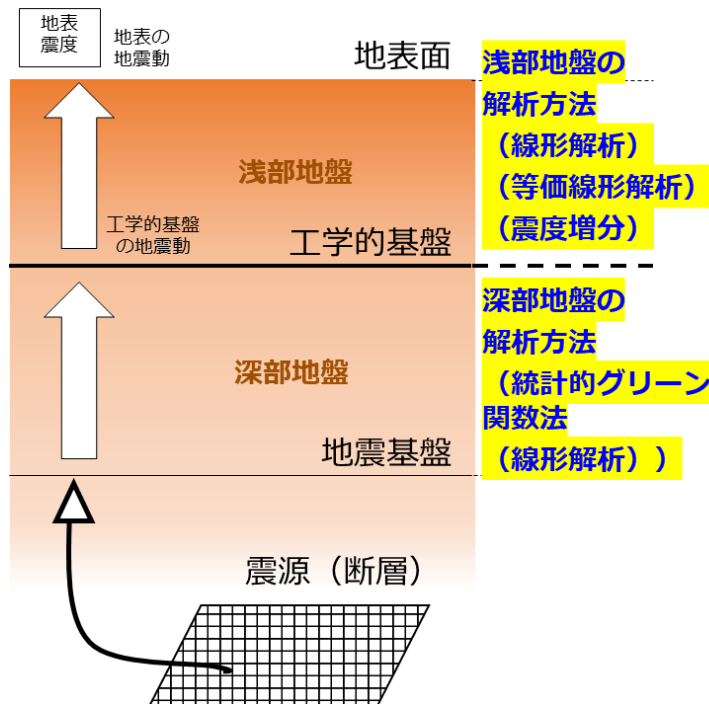 地表
震度
地表の
地震動
地表面
浅部地盤の
解析方法
（線形解析）
（等価線形解析）
（震度増分）
浅部地盤
工学的基盤
の地震動
工学的基盤
深部地盤の
解析方法
（統計的グリーン
関数法
（線形解析））
深部地盤
地震基盤
震源（断層）